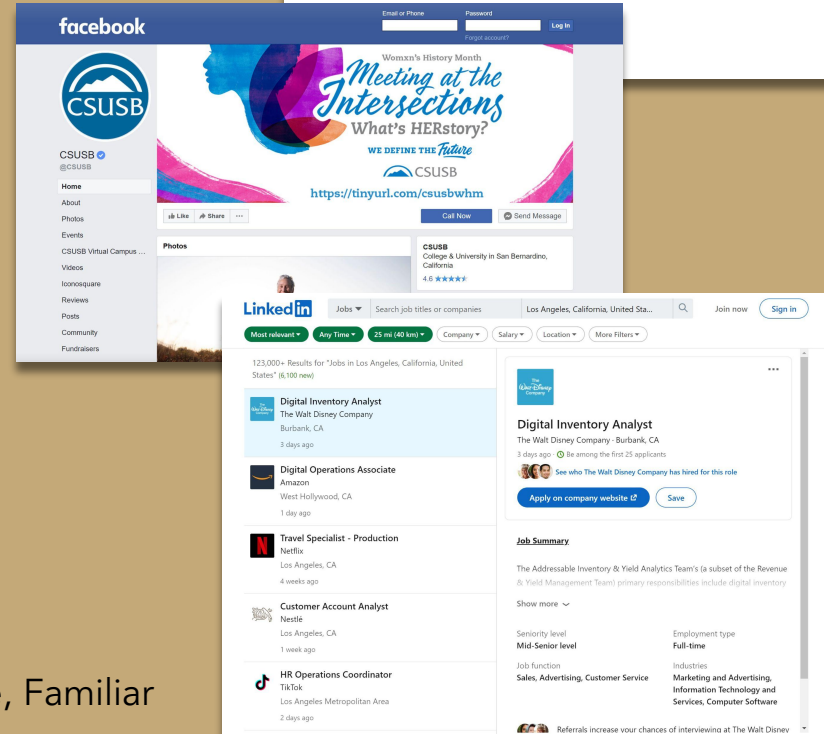 facebook
Email or Phone
Password
Log In
Forgot account?
CSUSB
CSUSB
@CSUSB
Home
About
Photos
Events
CSUSB Virtual Campus ...
Videos
Iconosquare
Reviews
Posts
Community
Fundraisers
Womxn's History Month
Meeting at the
Intersections
What's HERstory?
WE DEFINE THE Future
CSUSB
https://tinyurl.com/csusbwhm
Like
Share
Call Now
Send Message
Photos
CSUSB
College & University in San Bernardino,
California
4.6
Linked in
Jobs
Search job titles or companies
Los Angeles, California, United Sta...
Join now
Sign in
Most relevant
Any Time
25 mi (40 km)
Company
Salary
Location
More Filters
123,000+ Results for "Jobs in Los Angeles, California, United
States" (6,100 new)
The
Walt Disney
Company
Digital Inventory Analyst
The Walt Disney Company
Burbank, CA
3 days ago
Digital Operations Associate
Amazon
West Hollywood, CA
1 day ago
N
Travel Specialist - Production
Netflix
Los Angeles, CA
4 weeks ago
Customer Account Analyst
Nestlé
Los Angeles, CA
1 week ago
HR Operations Coordinator
TikTok
Los Angeles Metropolitan Area
2 days ago
The
Walt Disney
Company
Digital Inventory Analyst
The Walt Disney Company · Burbank, CA
3 days ago · Be among the first 25 applicants
See who The Walt Disney Company has hired for this role
Apply on company website
Save
Job Summary
The Addressable Inventory & Yield Analytics Team's (a subset of the Revenue
& Yield Management Team) primary responsibilities include digital inventory
Show more
Seniority level
Mid-Senior level
Employment type
Full-time
Job function
Sales, Advertising, Customer Service
Industries
Marketing and Advertising,
Information Technology and
Services, Computer Software
Referrals increase your chances of interviewing at The Walt Disney
, Familiar